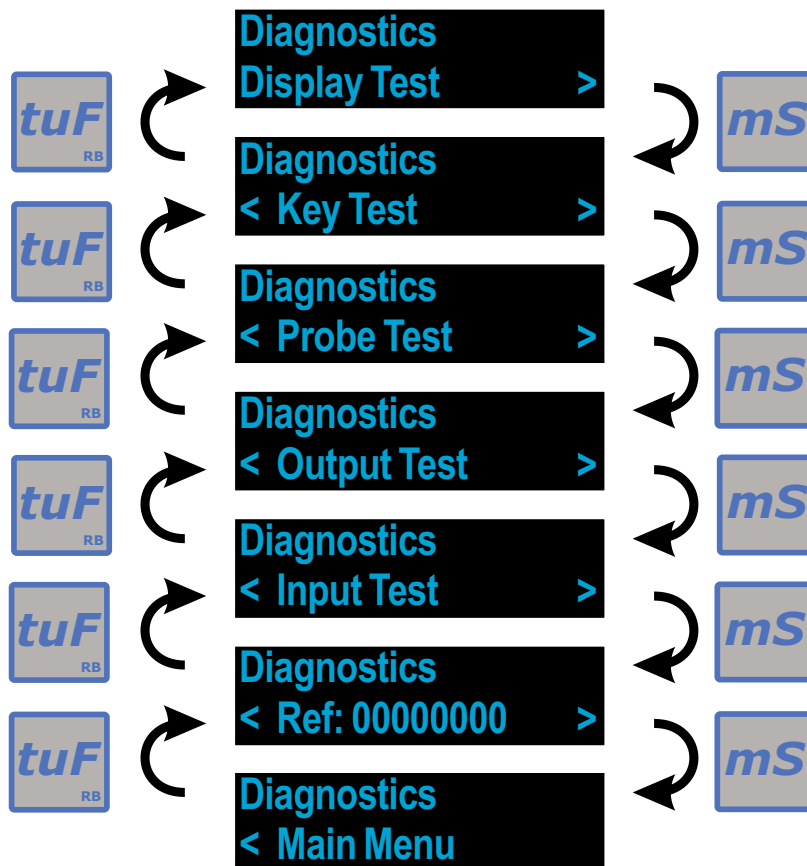 Diagnostics
Display Test >
tuF
RB
mS
Diagnostics
< Key Test >
tuF
RB
mS
Diagnostics
< Probe Test >
tuF
RB
mS
Diagnostics
< Output Test >
tuF
RB
mS
Diagnostics
< Input Test >
tuF
RB
mS
Diagnostics
< Ref: 00000000 >
tuF
RB
mS
Diagnostics
< Main Menu